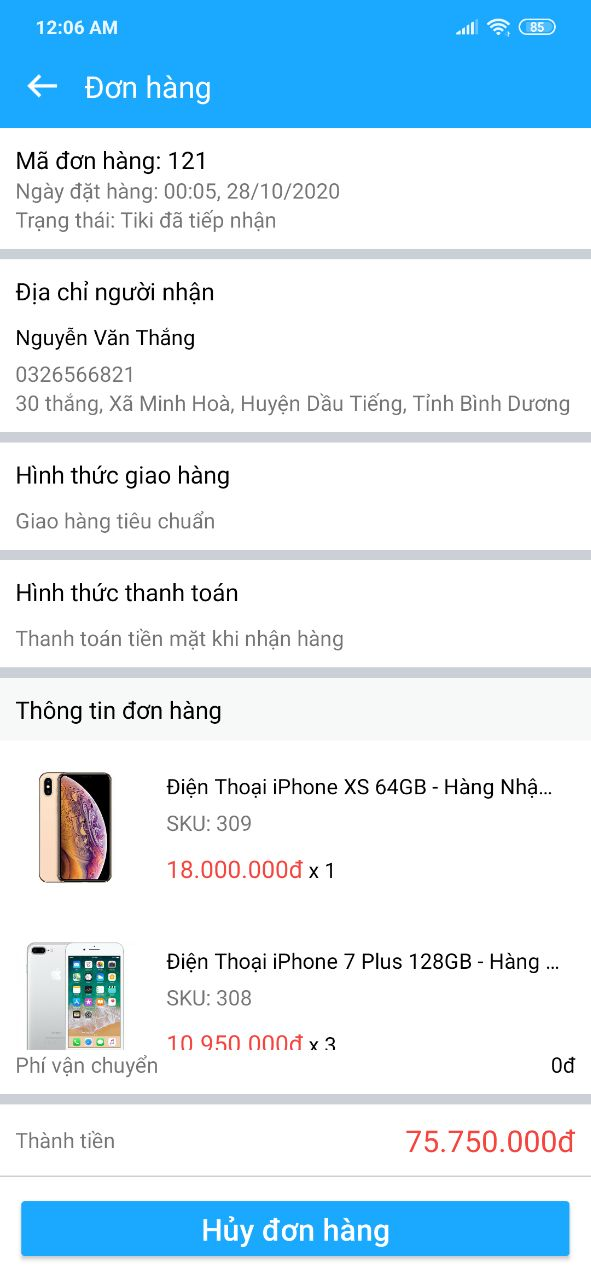 12:06 AM
85
Đơn hàng
Mã đơn hàng: 121
Ngày đặt hàng: 00:05, 28/10/2020
Trạng thái: Tiki đã tiếp nhận
Địa chỉ người nhận
Nguyễn Văn Thắng
0326566821
30 thắng, Xã Minh Hoà, Huyện Dầu Tiếng, Tỉnh Bình Dương
Hình thức giao hàng
Giao hàng tiêu chuẩn
Hình thức thanh toán
Thanh toán tiền mặt khi nhận hàng
Thông tin đơn hàng
Điện Thoại iPhone XS 64GB - Hàng Nhậ...
SKU: 309
18.000.000đ x 1
Điện Thoại iPhone 7 Plus 128GB - Hàng ...
SKU: 308
10.950.000đ x 3
Phí vận chuyển 0đ
Thành tiền 75.750.000đ
Hủy đơn hàng